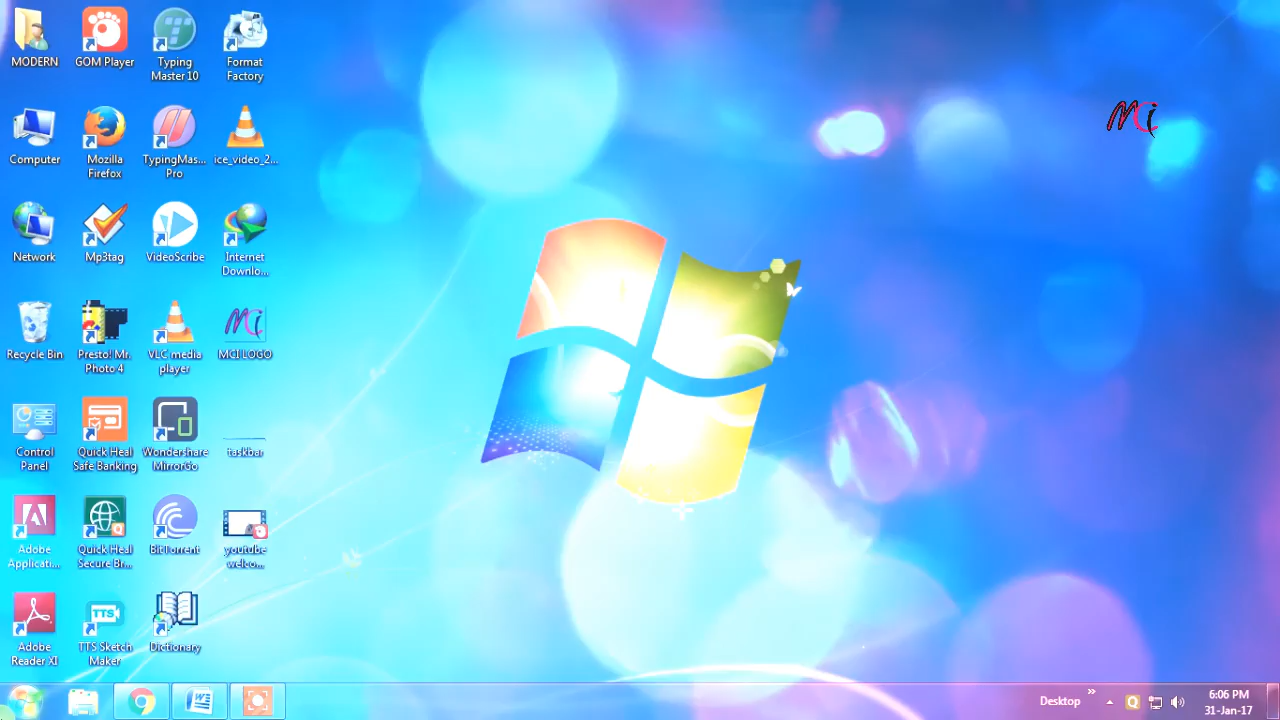 MODERN
GOM Player
Typing
Master 10
Format
Factory
Computer
Mozilla
Firefox
TypingMas...
Pro
ice_video_2...
Network
Mp3tag
VideoScribe
Internet
Downlo...
Recycle Bin
Presto! Mr.
Photo 4
VLC media
player
MCI LOGO
Control
Panel
Quick Heal
Safe Banking
Wondershare
MirrorGo
taskbar
Adobe
Applicati...
Quick Heal
Secure Br...
BitTorrent
youtube
welco...
Adobe
Reader XI
TTS
TTS Sketch
Maker
Dictionary
MCi
Desktop
6:06 PM
31-Jan-17